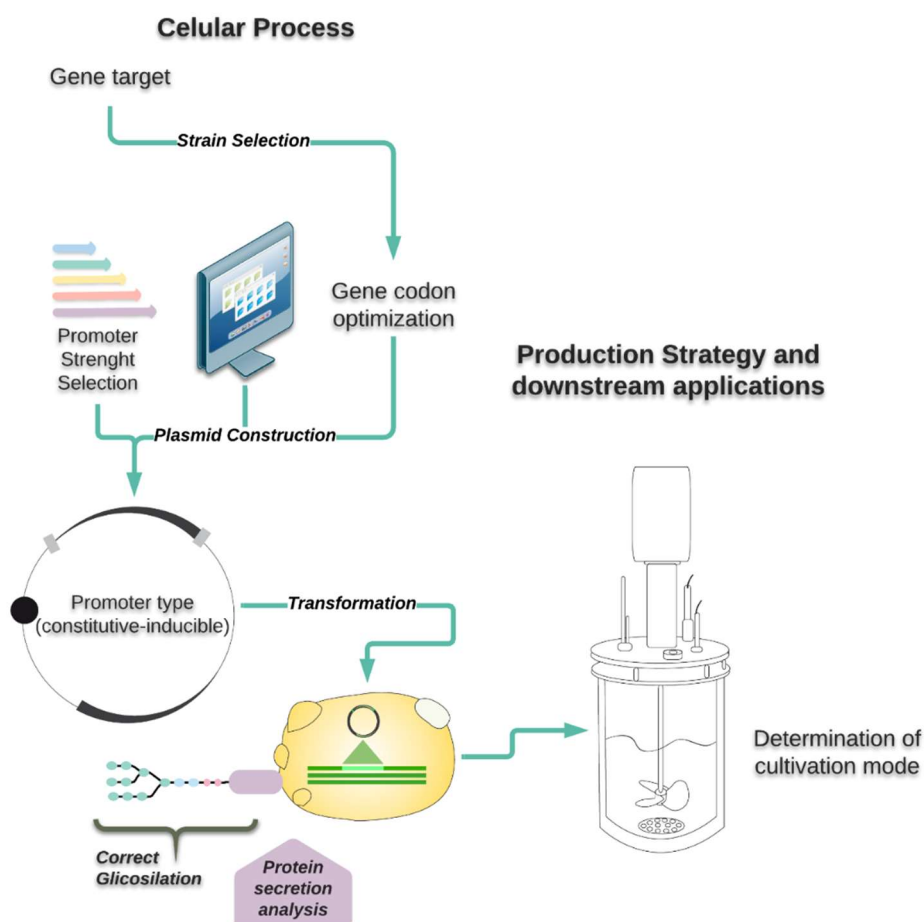 Celular Process
Gene target
Strain Selection
Gene codon
optimization
Promoter
Strenght
Selection
Plasmid Construction
Production Strategy and
downstream applications
Promoter type
(constitutive-inducible)
Transformation
Determination of
cultivation mode
Correct
Glicosilation
Protein
secretion
analysis